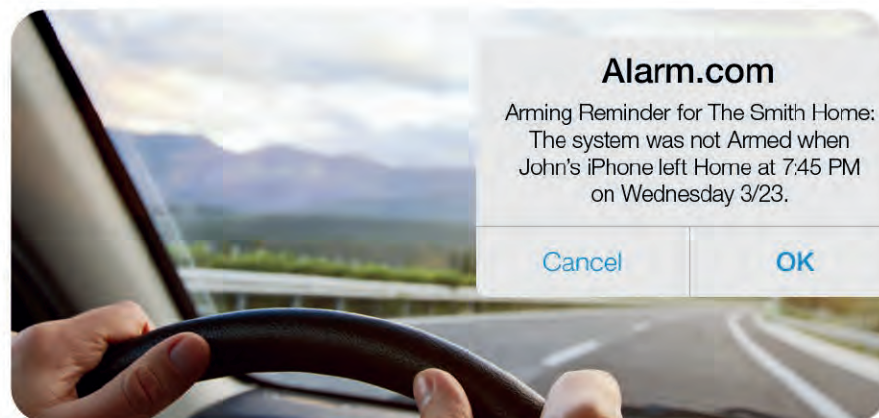 Alarm.com
Arming Reminder for The Smith Home:
The system was not Armed when
John's iPhone left Home at 7:45 PM
on Wednesday 3/23.
Cancel
OK